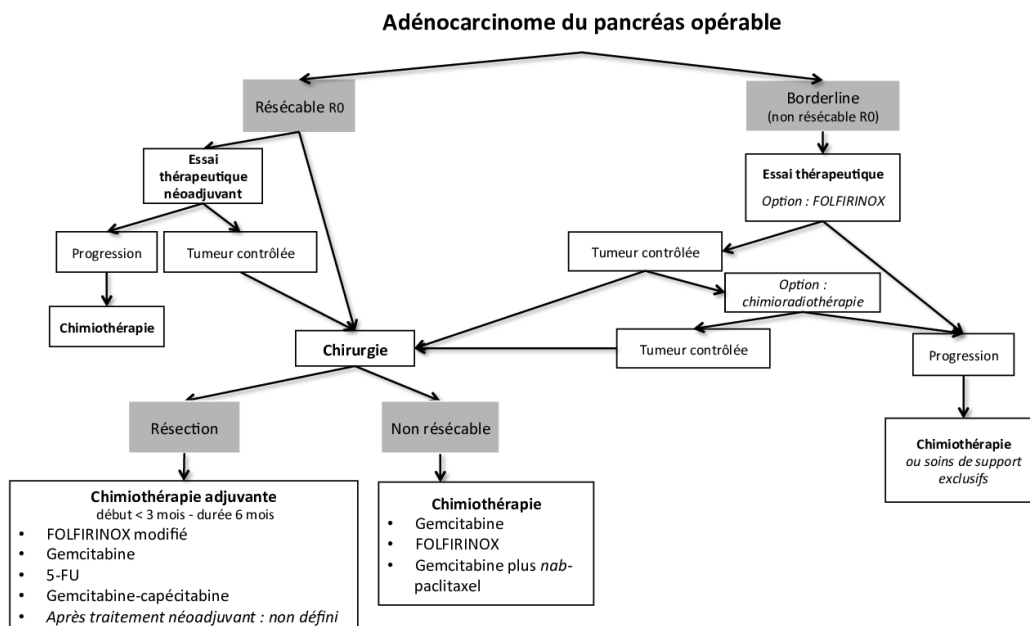 Adénocarcinome du pancréas opérable
Résécable R0
Borderline
(non résécable R0)
Essai
thérapeutique
néoadjuvant
Essai thérapeutique
Option : FOLFIRINOX
Progression
Tumeur contrôlée
Tumeur contrôlée
Option :
chimioradiothérapie
Chimiothérapie
Chirurgie
Tumeur contrôlée
Progression
Résection
Non résécable
Chimiothérapie
ou soins de support
exclusifs
Chimiothérapie adjuvante
début < 3 mois - durée 6 mois
• FOLFIRINOX modifié
• Gemcitabine
• 5-FU
• Gemcitabine-capécitabine
• Après traitement néoadjuvant : non défini
Chimiothérapie
• Gemcitabine
• FOLFIRINOX
• Gemcitabine plus nab-
paclitaxel